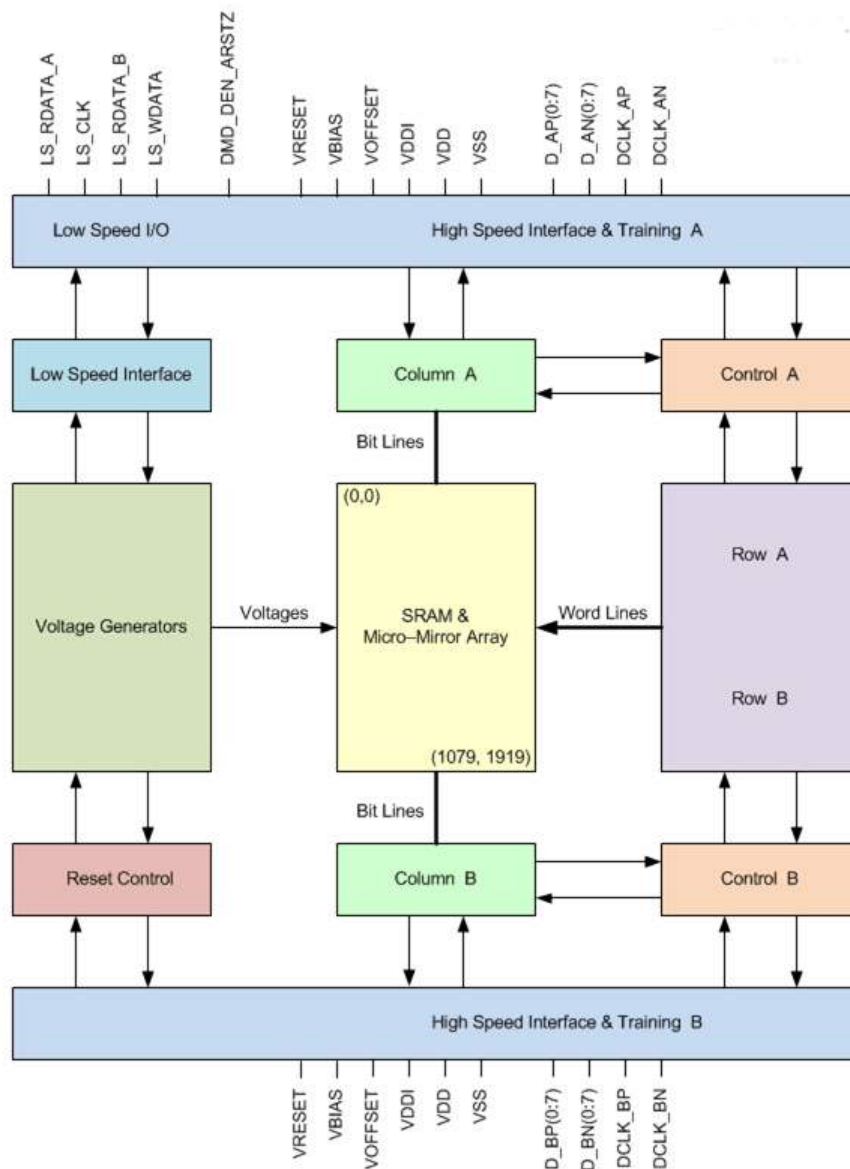 LS_RDATA_A
LS_CLK
LS_RDATA_B
LS_WDATA
DMD_DEN_ARSTZ
VRESET
VBIAS
VOFFSET
VDDI
VDD
VSS
D_AP(0:7)
D_AN(0:7)
DCLK_AP
DCLK_AN
Low Speed I/O
High Speed Interface & Training A
Low Speed Interface
Column A
Control A
Bit Lines
(0,0)
Row A
Voltage Generators
Voltages
SRAM &
Micro–Mirror Array
Word Lines
Row B
(1079, 1919)
Bit Lines
Reset Control
Column B
Control B
High Speed Interface & Training B
VRESET
VBIAS
VOFFSET
VDDI
VDD
VSS
D_BP(0:7)
D_BN(0:7)
DCLK_BP
DCLK_BN